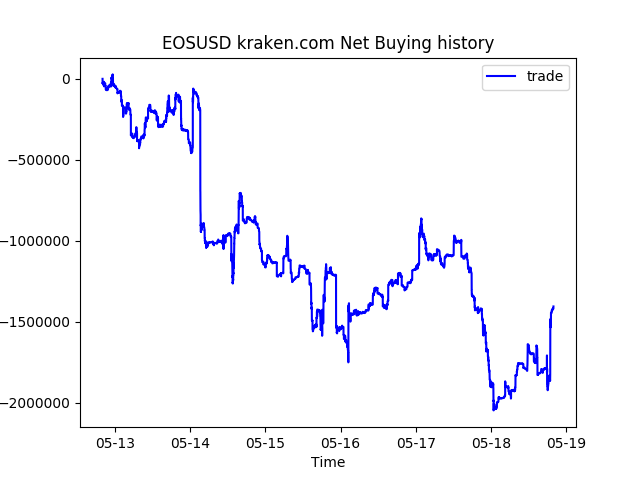 EOSUSD kraken.com Net Buying history
trade
0
−500000
−1000000
−1500000
−2000000
05-13 05-14 05-15 05-16 05-17 05-18 05-19
Time